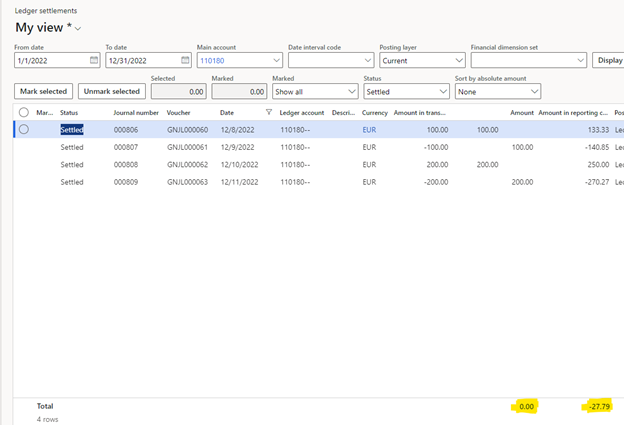 Ledger settlements
My view *
From date To date Main account Date interval code Posting layer Financial dimension set
1/1/2022 12/31/2022 110180 Current Display
Selected Marked Marked Status Sort by absolute amount
Mark selected Unmark selected 0.00 0.00 Show all Settled None
Mar... Status Journal number Voucher Date Ledger account Descri... Currency Amount in trans... Amount Amount in reporting c... Pos
Settled 000806 GNJL000060 12/8/2022 110180-- EUR 100.00 100.00 133.33 Led
Settled 000807 GNJL000061 12/9/2022 110180-- EUR -100.00 100.00 -140.85 Led
Settled 000808 GNJL000062 12/10/2022 110180-- EUR 200.00 200.00 250.00 Led
Settled 000809 GNJL000063 12/11/2022 110180-- EUR -200.00 200.00 -270.27 Led
Total 0.00 -27.79
4 rows